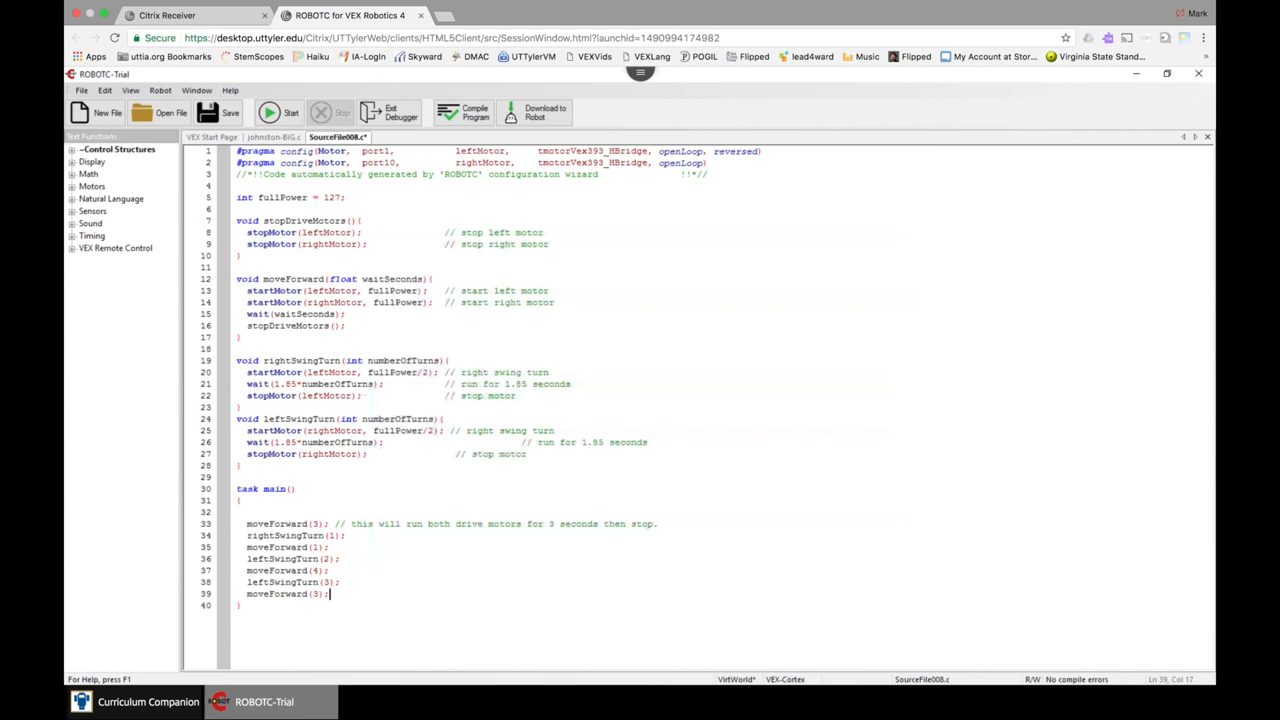 Citrix Receiver × ROBOTC for VEX Robotics 4 × Mark
Secure https://desktop.uttyler.edu/Citrix/UTTylerWeb/clients/HTML5Client/src/SessionWindow.html?launchid=1490994174982
Apps uttia.org Bookmarks StemScopes Haiku IA-LogIn Skyward DMAC UTTylerVM VEXVids VEXLang POGIL Flipped lead4ward Music Flipped My Account at Stor... Virginia State Stand... »
ROBOTC-Trial
File Edit View Robot Window Help
New File Open File Save Start Stop Exit Debugger Compile Program Download to Robot
Text Functions VEX Start Page johnston-BIG.c SourceFile008.c*
~Control Structures
Display
Math
Motors
Natural Language
Sensors
Sound
Timing
VEX Remote Control
1 #pragma config(Motor, port1, leftMotor, tmotorVex393_HBridge, openLoop, reversed)
2 #pragma config(Motor, port10, rightMotor, tmotorVex393_HBridge, openLoop)
3 //*!!Code automatically generated by 'ROBOTC' configuration wizard !!*//
4
5 int fullPower = 127;
6
7 void stopDriveMotors(){
8 stopMotor(leftMotor); // stop left motor
9 stopMotor(rightMotor); // stop right motor
10 }
11
12 void moveForward(float waitSeconds){
13 startMotor(leftMotor, fullPower); // start left motor
14 startMotor(rightMotor, fullPower); // start right motor
15 wait(waitSeconds);
16 stopDriveMotors();
17 }
18
19 void rightSwingTurn(int numberOfTurns){
20 startMotor(leftMotor, fullPower/2); // right swing turn
21 wait(1.85*numberOfTurns); // run for 1.85 seconds
22 stopMotor(leftMotor); // stop motor
23 }
24 void leftSwingTurn(int numberOfTurns){
25 startMotor(rightMotor, fullPower/2); // right swing turn
26 wait(1.85*numberOfTurns); // run for 1.85 seconds
27 stopMotor(rightMotor); // stop motor
28 }
29
30 task main()
31 {
32
33 moveForward(3); // this will run both drive motors for 3 seconds then stop.
34 rightSwingTurn(1);
35 moveForward(1);
36 leftSwingTurn(2);
37 moveForward(4);
38 leftSwingTurn(3);
39 moveForward(3);
40 }
For Help, press F1 VirtWorld* VEX-Cortex SourceFile008.c R/W No compile errors Ln 39, Col 17
Curriculum Companion ROBOTC-Trial